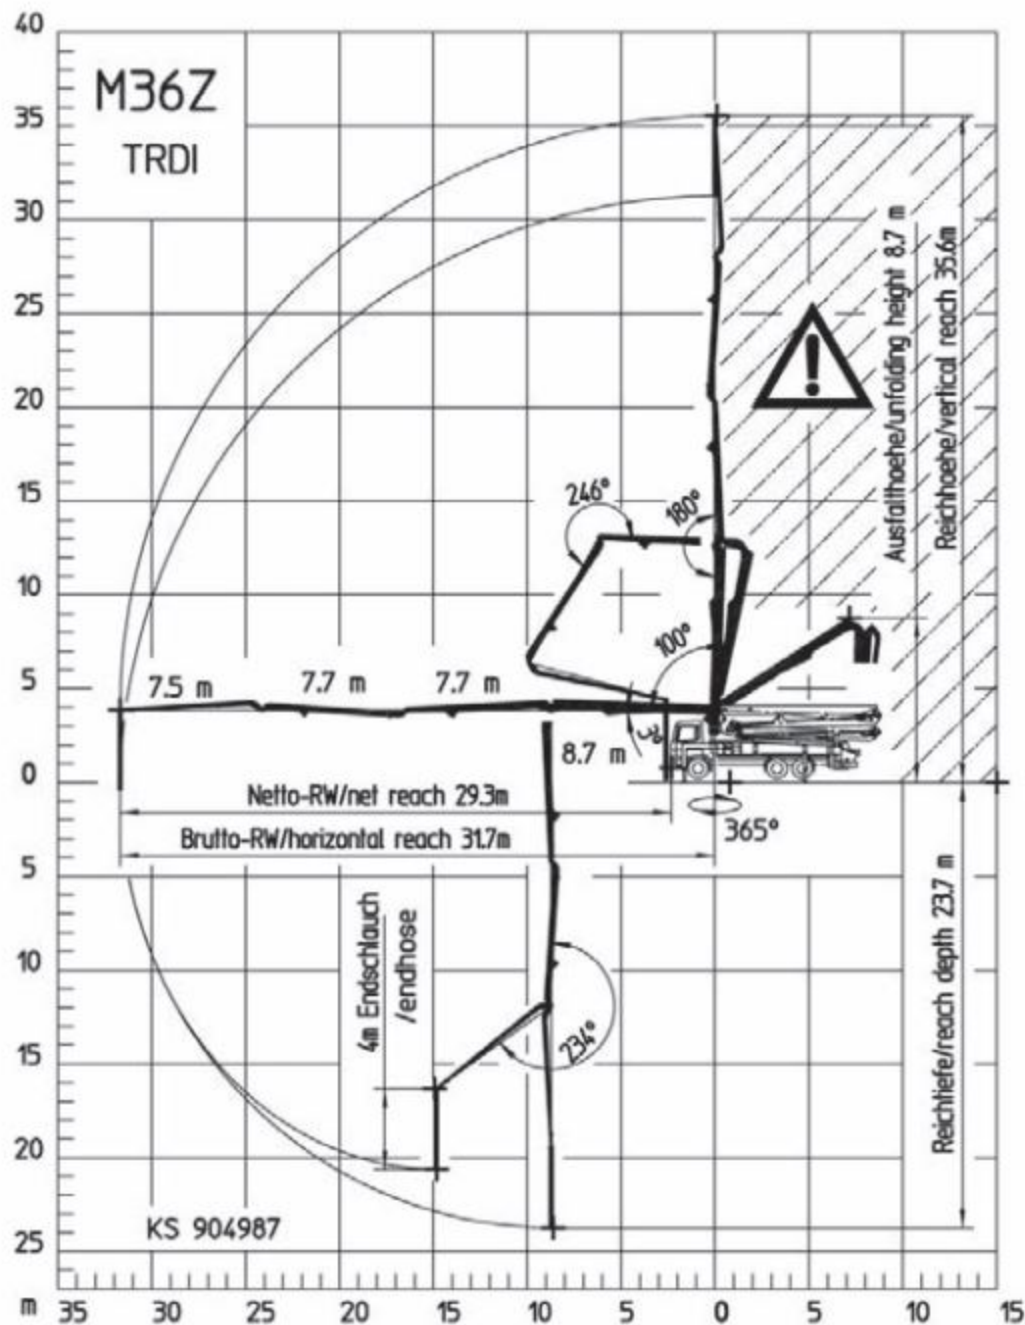 40
M36Z
TRDI
35
30
25
20
15
10
5
0
5
10
15
20
25
m 35 30 25 20 15 10 5 0 5 10 15
Ausfalthoehe/unfolding height 8.7 m
Reichhoehe/vertical reach 35.6m
246°
180°
100°
7.5 m
7.7 m
7.7 m
3°
8.7 m
Netto-RW/net reach 29.3m
365°
Brutto-RW/horizontal reach 31.7m
4m Endschlauch
/endhose
234°
Reichtiefe/reach depth 23.7 m
KS 904987